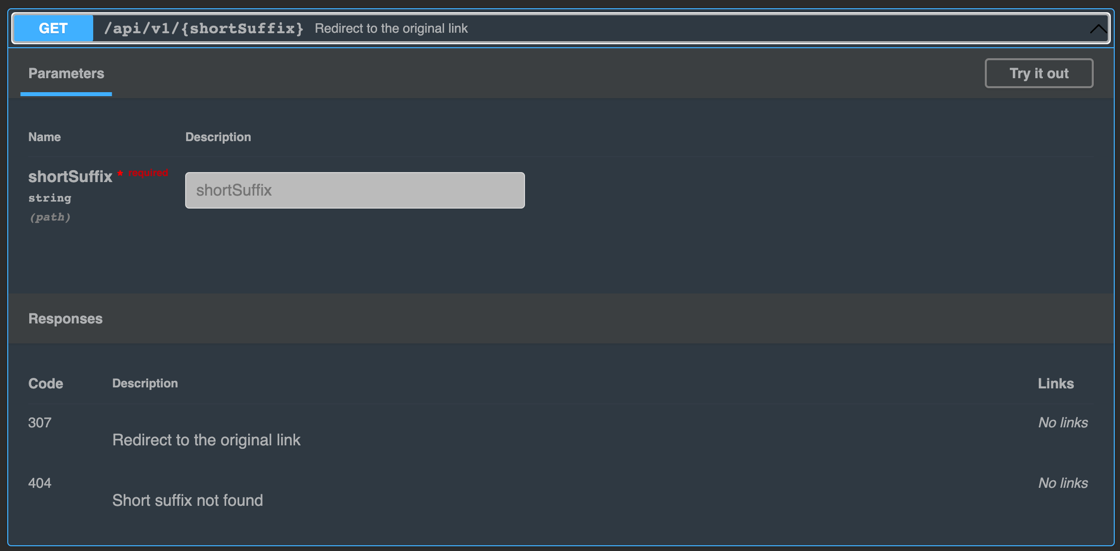 GET /api/v1/{shortSuffix} Redirect to the original link
Parameters
Try it out
Name Description
shortSuffix * required
string
(path)
shortSuffix
Responses
Code Description Links
307 No links
Redirect to the original link
404 No links
Short suffix not found